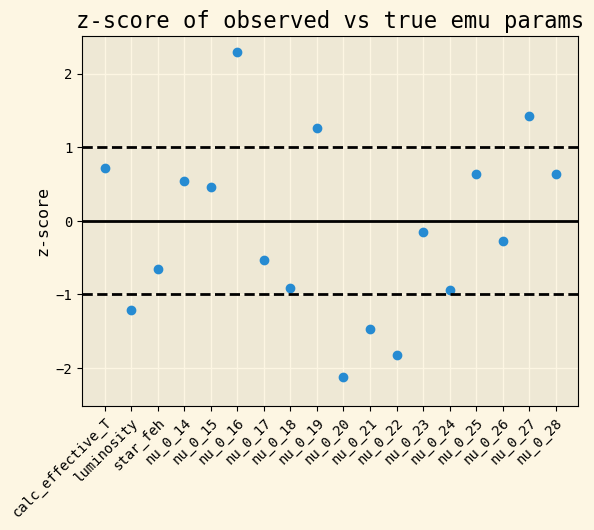 z-score of observed vs true emu params
z-score
2
1
0
−1
−2
calc_effective_T
luminosity
star_feh
nu_0_14
nu_0_15
nu_0_16
nu_0_17
nu_0_18
nu_0_19
nu_0_20
nu_0_21
nu_0_22
nu_0_23
nu_0_24
nu_0_25
nu_0_26
nu_0_27
nu_0_28